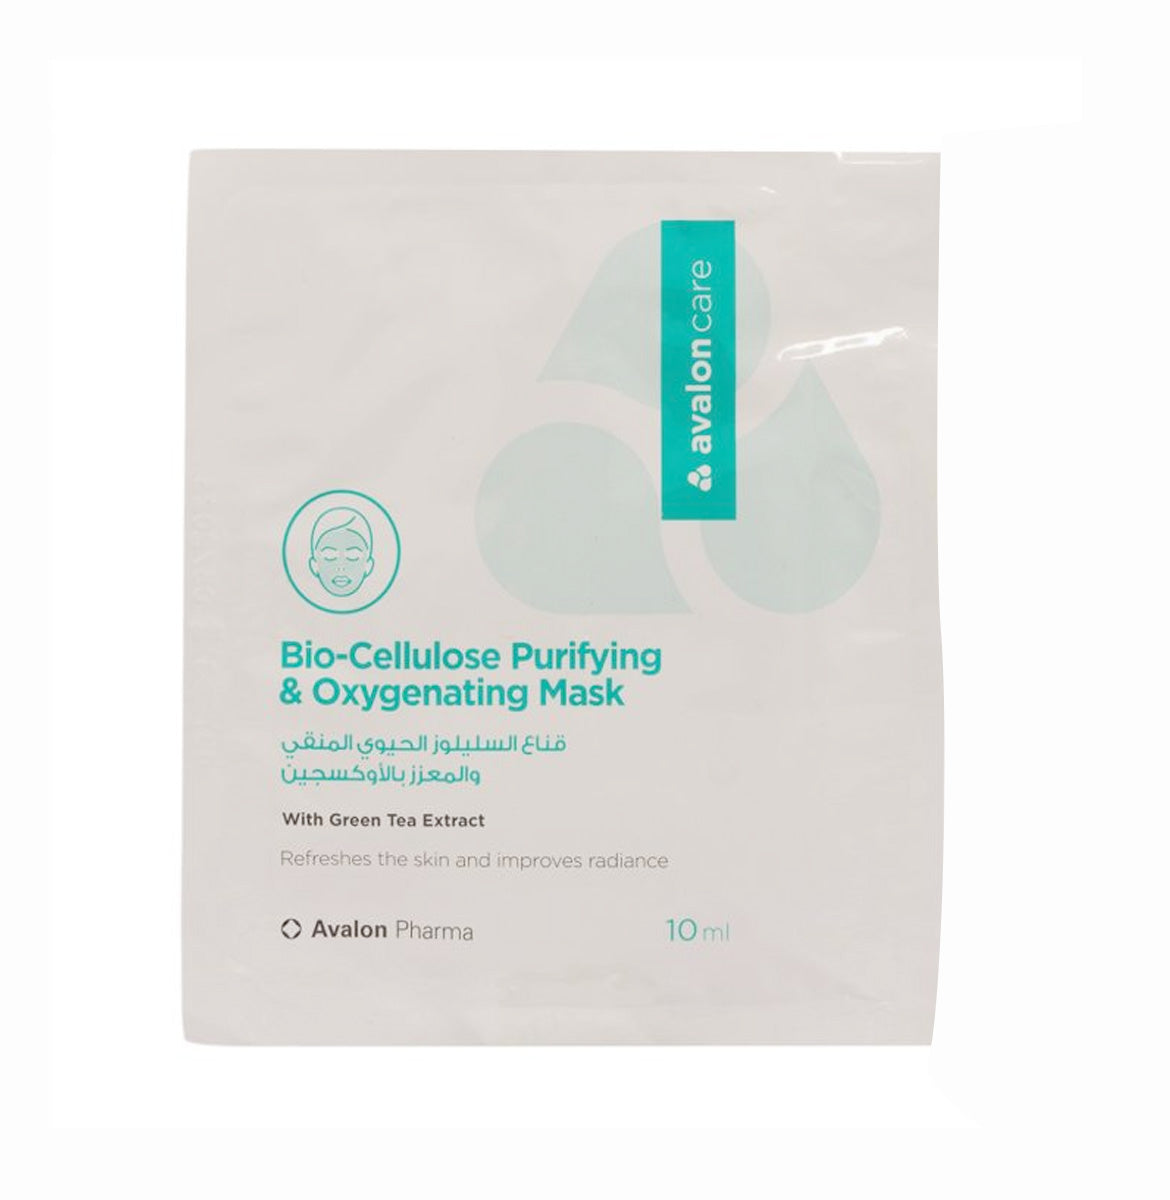 avalon care
Bio-Cellulose Purifying
& Oxygenating Mask
قناع السليلوز الحيوي المنقي
والمعزز بالأوكسجين
With Green Tea Extract
Refreshes the skin and improves radiance
Avalon Pharma
10 ml